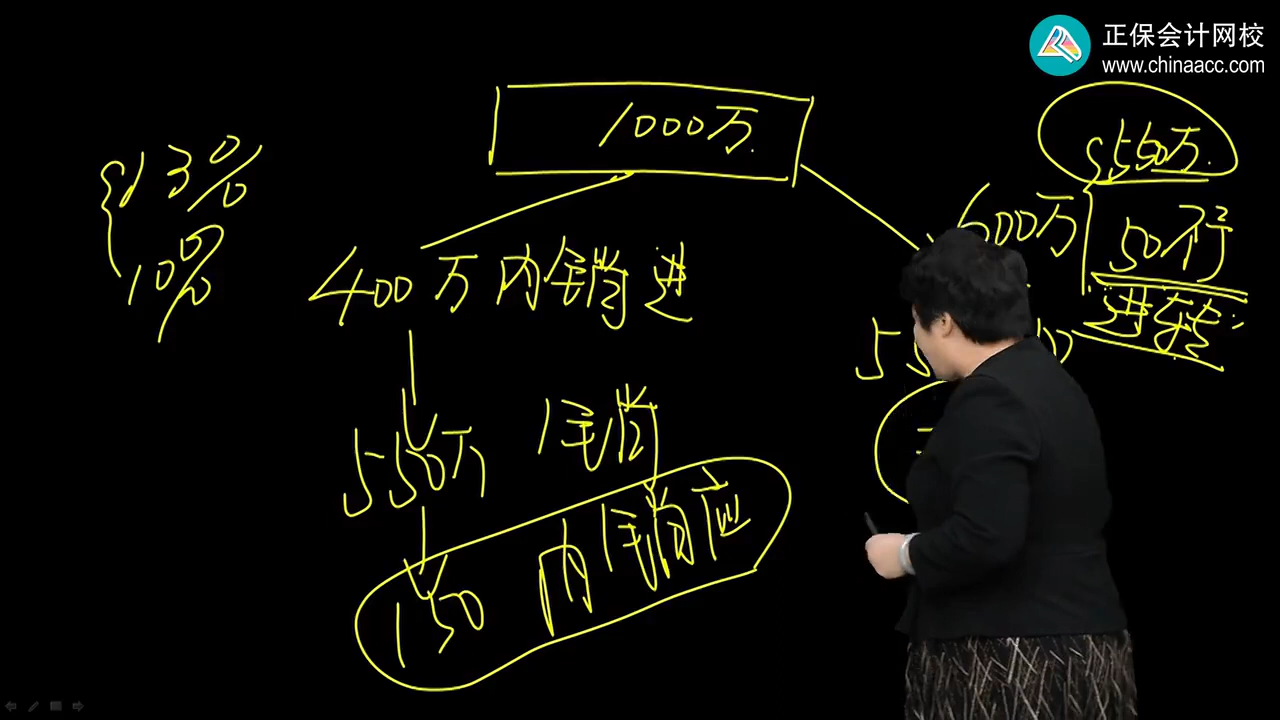 正保会计网校
www.chinaacc.com
1000万
550万
13%
10%
600万
50不行
进转
400万内销进
550万 销
150 内销应